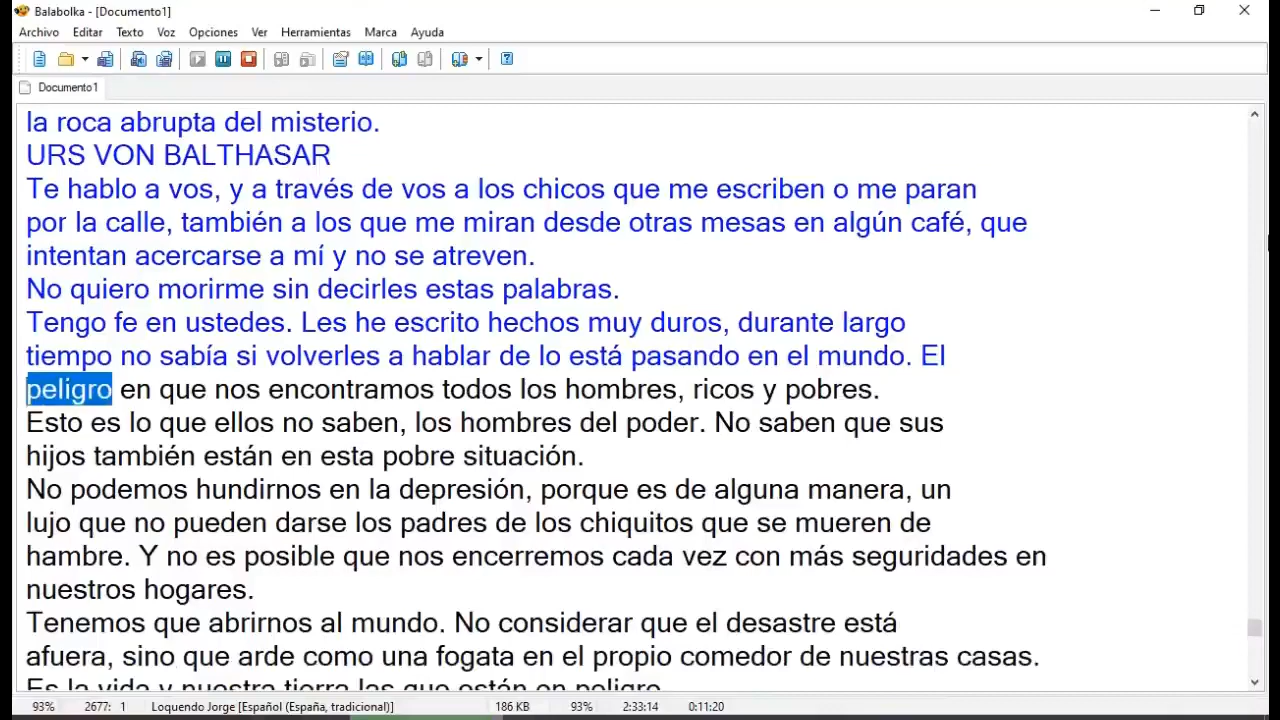 Balabolka - [Documento1]
Archivo Editar Texto Voz Opciones Ver Herramientas Marca Ayuda
Documento1
la roca abrupta del misterio.
URS VON BALTHASAR
Te hablo a vos, y a través de vos a los chicos que me escriben o me paran
por la calle, también a los que me miran desde otras mesas en algún café, que
intentan acercarse a mí y no se atreven.
No quiero morirme sin decirles estas palabras.
Tengo fe en ustedes. Les he escrito hechos muy duros, durante largo
tiempo no sabía si volverles a hablar de lo está pasando en el mundo. El
peligro en que nos encontramos todos los hombres, ricos y pobres.
Esto es lo que ellos no saben, los hombres del poder. No saben que sus
hijos también están en esta pobre situación.
No podemos hundirnos en la depresión, porque es de alguna manera, un
lujo que no pueden darse los padres de los chiquitos que se mueren de
hambre. Y no es posible que nos encerremos cada vez con más seguridades en
nuestros hogares.
Tenemos que abrirnos al mundo. No considerar que el desastre está
afuera, sino que arde como una fogata en el propio comedor de nuestras casas.
Es la vida y nuestra tierra las que están en peligro
93% 2677: 1 Loquendo Jorge [Español (España, tradicional)] 186 KB 93% 2:33:14 0:11:20